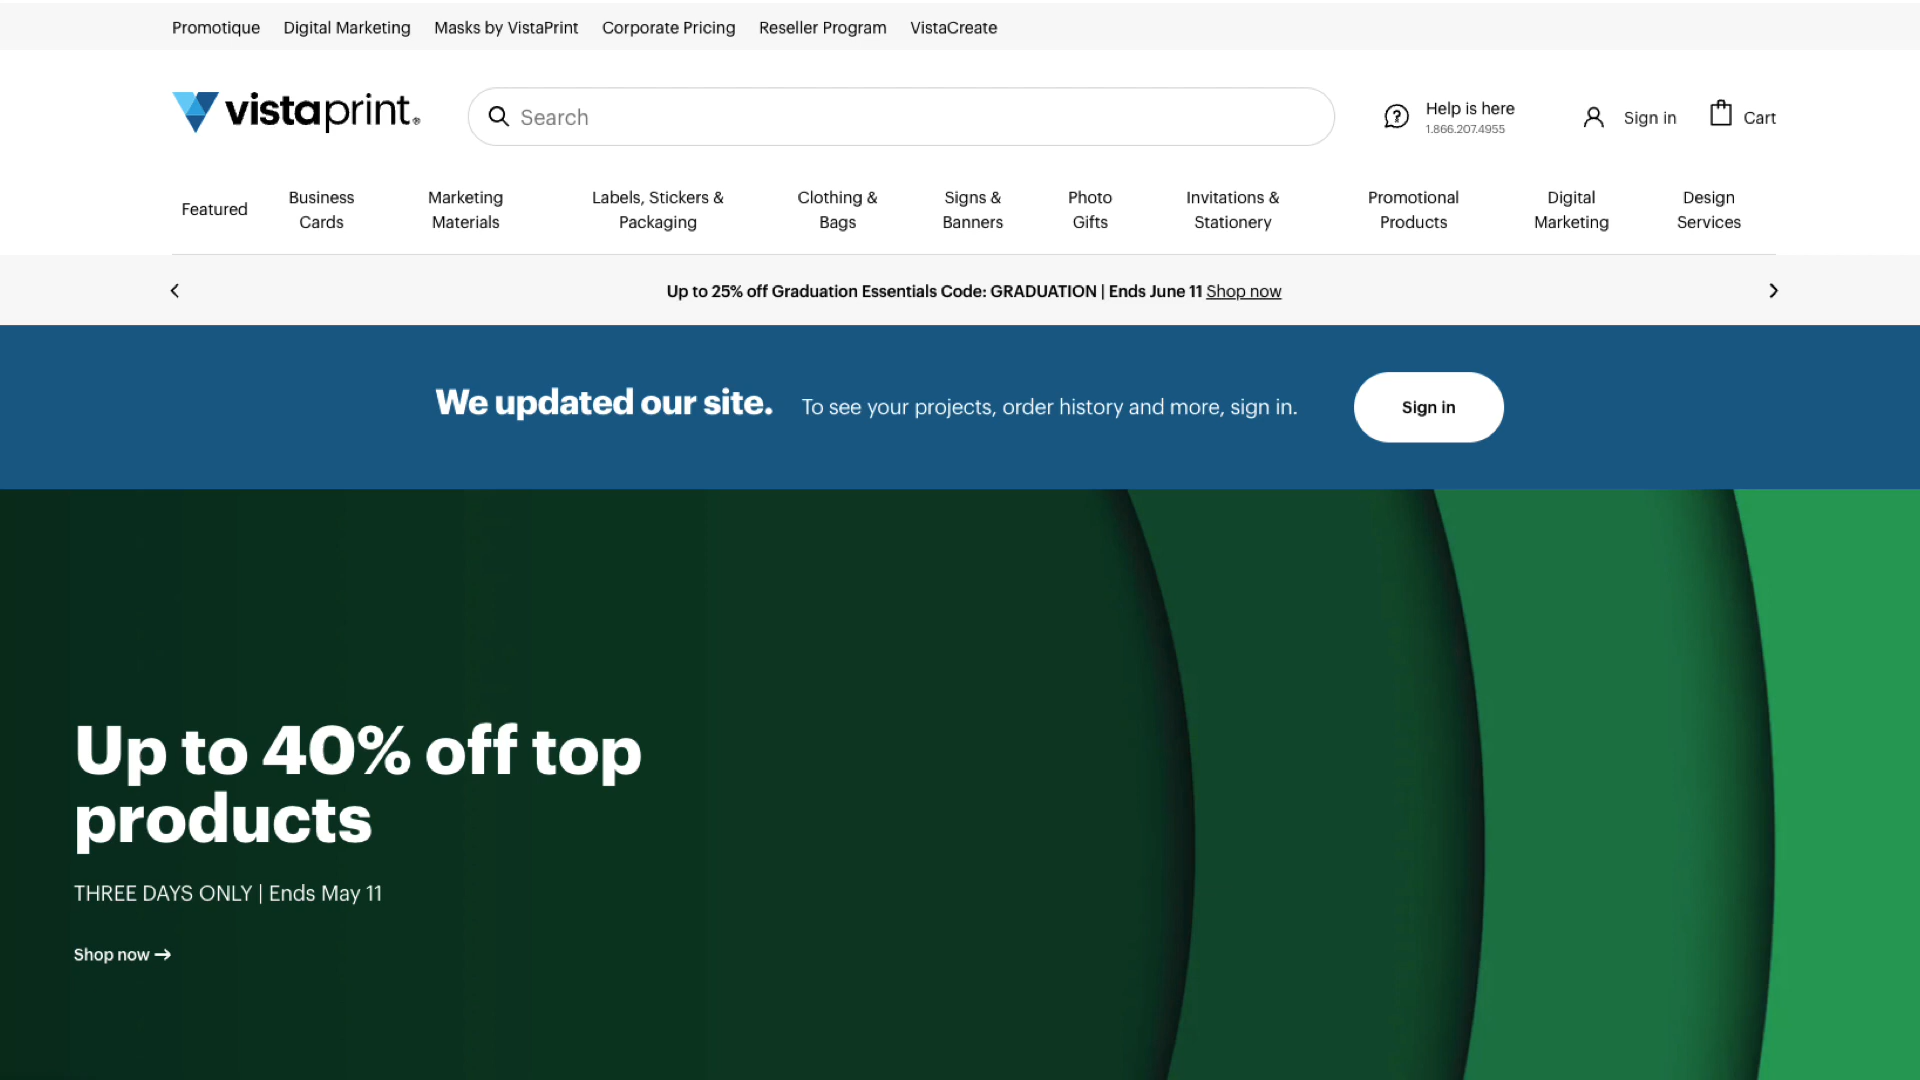 Promotique Digital Marketing Masks by VistaPrint Corporate Pricing Reseller Program VistaCreate
vistaprint®
Search
Help is here
1.866.207.4955
Sign in
Cart
Featured
Business
Cards
Marketing
Materials
Labels, Stickers &
Packaging
Clothing &
Bags
Signs &
Banners
Photo
Gifts
Invitations &
Stationery
Promotional
Products
Digital
Marketing
Design
Services
Up to 25% off Graduation Essentials Code: GRADUATION | Ends June 11 Shop now
We updated our site. To see your projects, order history and more, sign in.
Sign in
Up to 40% off top
products
THREE DAYS ONLY | Ends May 11
Shop now →